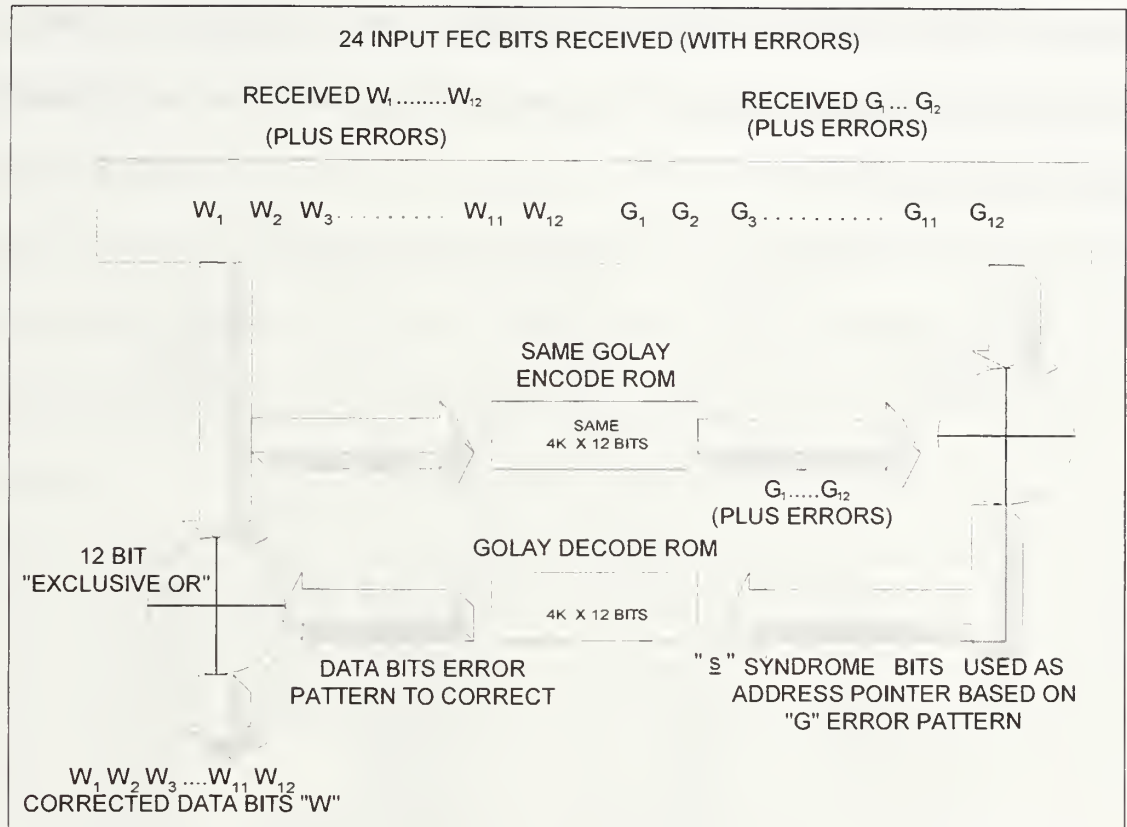 24 INPUT FEC BITS RECEIVED (WITH ERRORS)
RECEIVED W₁ ........W₁₂
(PLUS ERRORS)
RECEIVED G₁ ... G₂
(PLUS ERRORS)
W₁ W₂ W₃ .......... W₁₁ W₁₂ G₁ G₂ G₃ ........... G₁₁ G₁₂
SAME GOLAY
ENCODE ROM
SAME
4K X 12 BITS
G₁.....G₁₂
(PLUS ERRORS)
12 BIT
"EXCLUSIVE OR"
GOLAY DECODE ROM
4K X 12 BITS
DATA BITS ERROR
PATTERN TO CORRECT
"s" SYNDROME BITS USED AS
ADDRESS POINTER BASED ON
"G" ERROR PATTERN
W₁ W₂ W₃ ....W₁₁ W₁₂
CORRECTED DATA BITS "W"